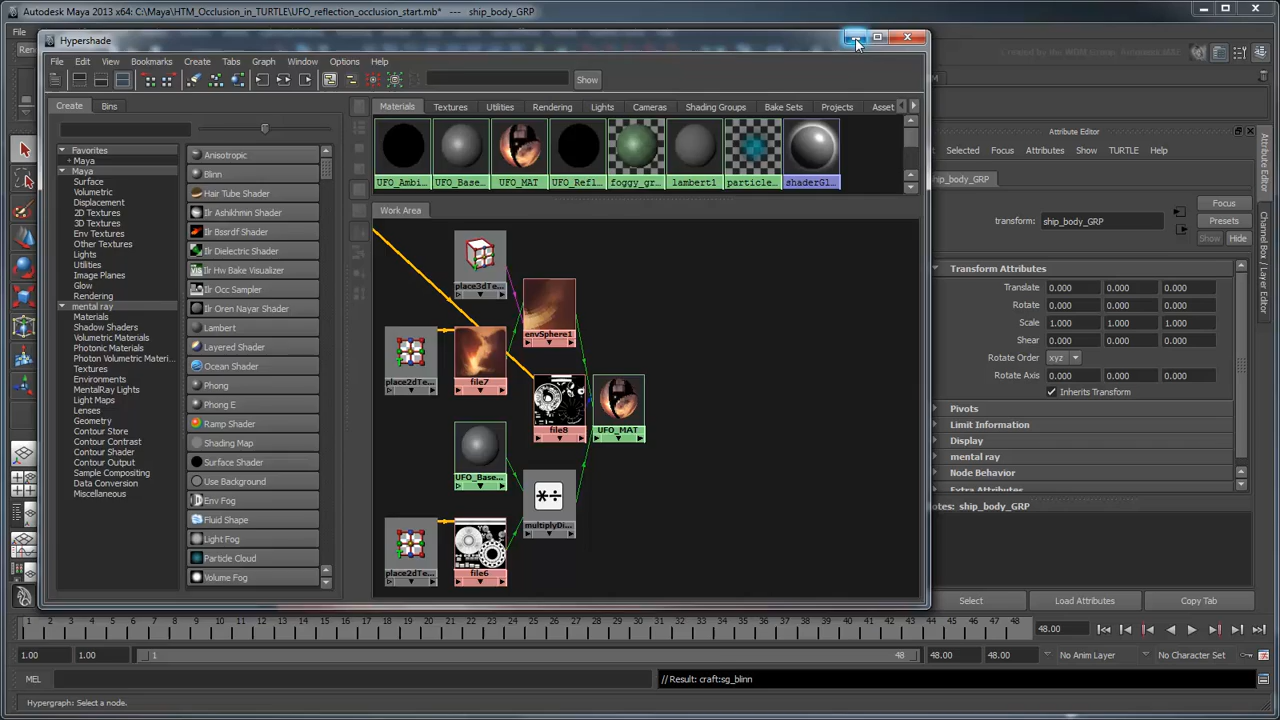 Autodesk Maya 2013 x64: C:\Maya\HTM_Occlusion_in_TURTLE\UFO_reflection_occlusion_start.mb* --- ship_body_GRP
File
Hypershade
File Edit View Bookmarks Create Tabs Graph Window Options Help
Show
Create Bins
Favorites
+ Maya
Maya
Surface
Volumetric
Displacement
2D Textures
3D Textures
Env Textures
Other Textures
Lights
Utilities
Image Planes
Glow
Rendering
mental ray
Materials
Shadow Shaders
Volumetric Materials
Photonic Materials
Photon Volumetric Materi...
Textures
Environments
MentalRay Lights
Light Maps
Lenses
Geometry
Contour Store
Contour Contrast
Contour Shader
Contour Output
Sample Compositing
Data Conversion
Miscellaneous
Anisotropic
Blinn
Hair Tube Shader
Ilr Ashikhmin Shader
Ilr Bssrdf Shader
Ilr Dielectric Shader
Ilr Hw Bake Visualizer
Ilr Occ Sampler
Ilr Oren Nayar Shader
Lambert
Layered Shader
Ocean Shader
Phong
Phong E
Ramp Shader
Shading Map
Surface Shader
Use Background
Env Fog
Fluid Shape
Light Fog
Particle Cloud
Volume Fog
Materials Textures Utilities Rendering Lights Cameras Shading Groups Bake Sets Projects Asset
UFO_Ambi... UFO_Base... UFO_MAT UFO_Refl... foggy_gr... lambert1 particle... shaderGl...
Work Area
place3dTe...
envSphere1
place2dTe... file7
file8 UFO_MAT
UFO_Base...
multiplyDi...
place2dTe... file6
Attribute Editor
Selected Focus Attributes Show TURTLE Help
ip_body_GRP
transform: ship_body_GRP
Focus
Presets
Show Hide
Transform Attributes
Translate 0.000 0.000 0.000
Rotate 0.000 0.000 0.000
Scale 1.000 1.000 1.000
Shear 0.000 0.000 0.000
Rotate Order xyz
Rotate Axis 0.000 0.000 0.000
Inherits Transform
Pivots
Limit Information
Display
mental ray
Node Behavior
Extra Attributes
otes: ship_body_GRP
Select Load Attributes Copy Tab
Attribute Editor
Channel Box / Layer Editor
1 2 3 4 5 6 7 8 9 10 11 12 13 14 15 16 17 18 19 20 21 22 23 24 25 26 27 28 29 30 31 32 33 34 35 36 37 38 39 40 41 42 43 44 45 46 47 48 48.00
1.00 1.00 1 48 48.00 48.00 No Anim Layer No Character Set
MEL // Result: craft:sg_blinn
Hypergraph: Select a node.